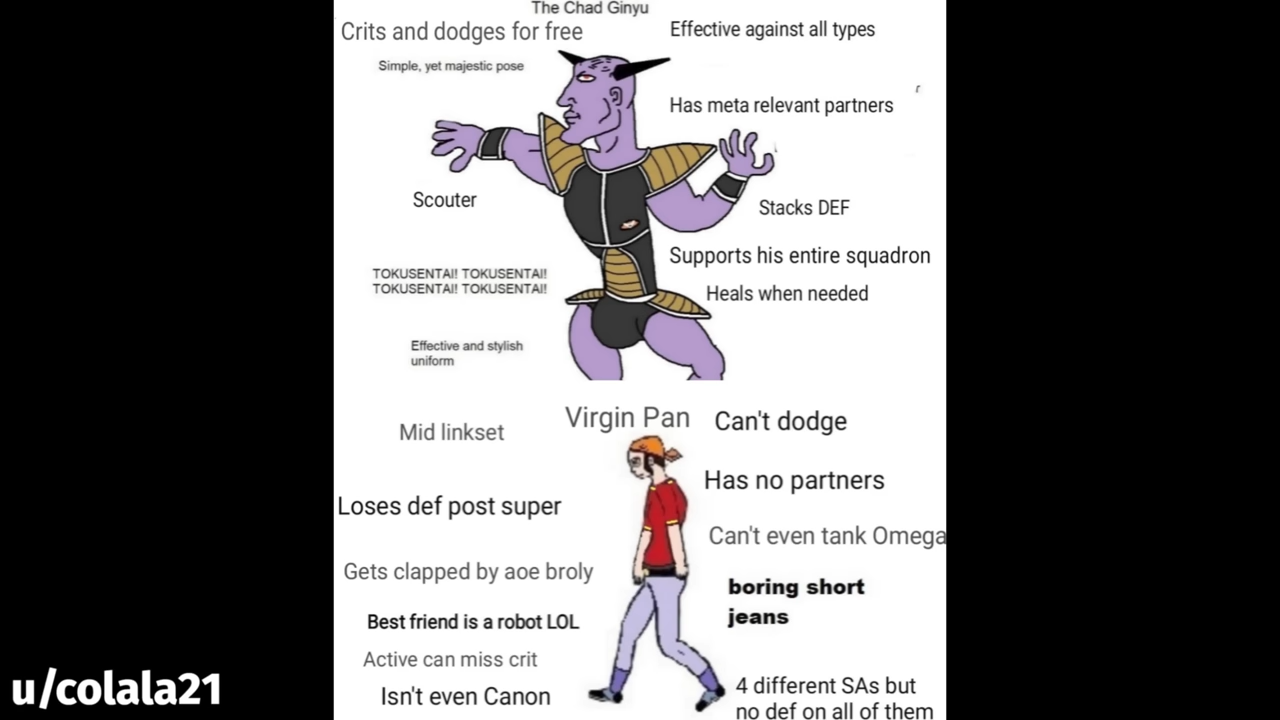 The Chad Ginyu
Crits and dodges for free
Effective against all types
Simple, yet majestic pose
Has meta relevant partners
r
Scouter
Stacks DEF
Supports his entire squadron
TOKUSENTAI! TOKUSENTAI!
TOKUSENTAI! TOKUSENTAI!
Heals when needed
Effective and stylish
uniform
Virgin Pan
Can't dodge
Mid linkset
Has no partners
Loses def post super
Can't even tank Omega
Gets clapped by aoe broly
boring short
jeans
Best friend is a robot LOL
Active can miss crit
Isn't even Canon
4 different SAs but
no def on all of them
u/colala21